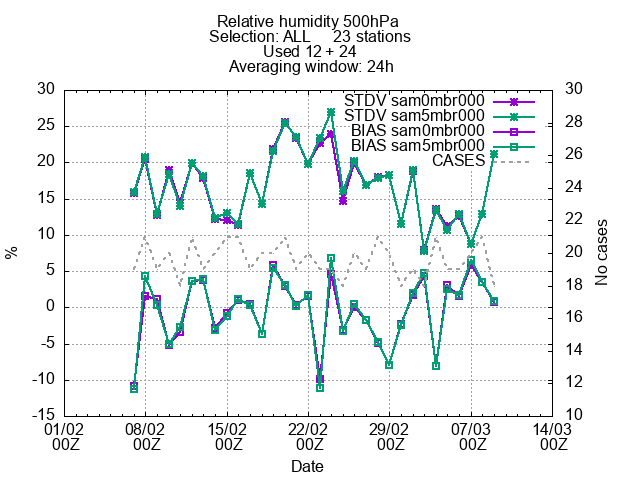 Relative humidity 500hPa
Selection: ALL 23 stations
Used 12 + 24
Averaging window: 24h
STDV sam0mbr000
STDV sam5mbr000
BIAS sam0mbr000
BIAS sam5mbr000
CASES
30
25
20
15
10
5
0
-5
-10
-15
%
30
28
26
24
22
20
18
16
14
12
10
No cases
01/02 08/02 15/02 22/02 29/02 07/03 14/03
00Z 00Z 00Z 00Z 00Z 00Z 00Z
Date